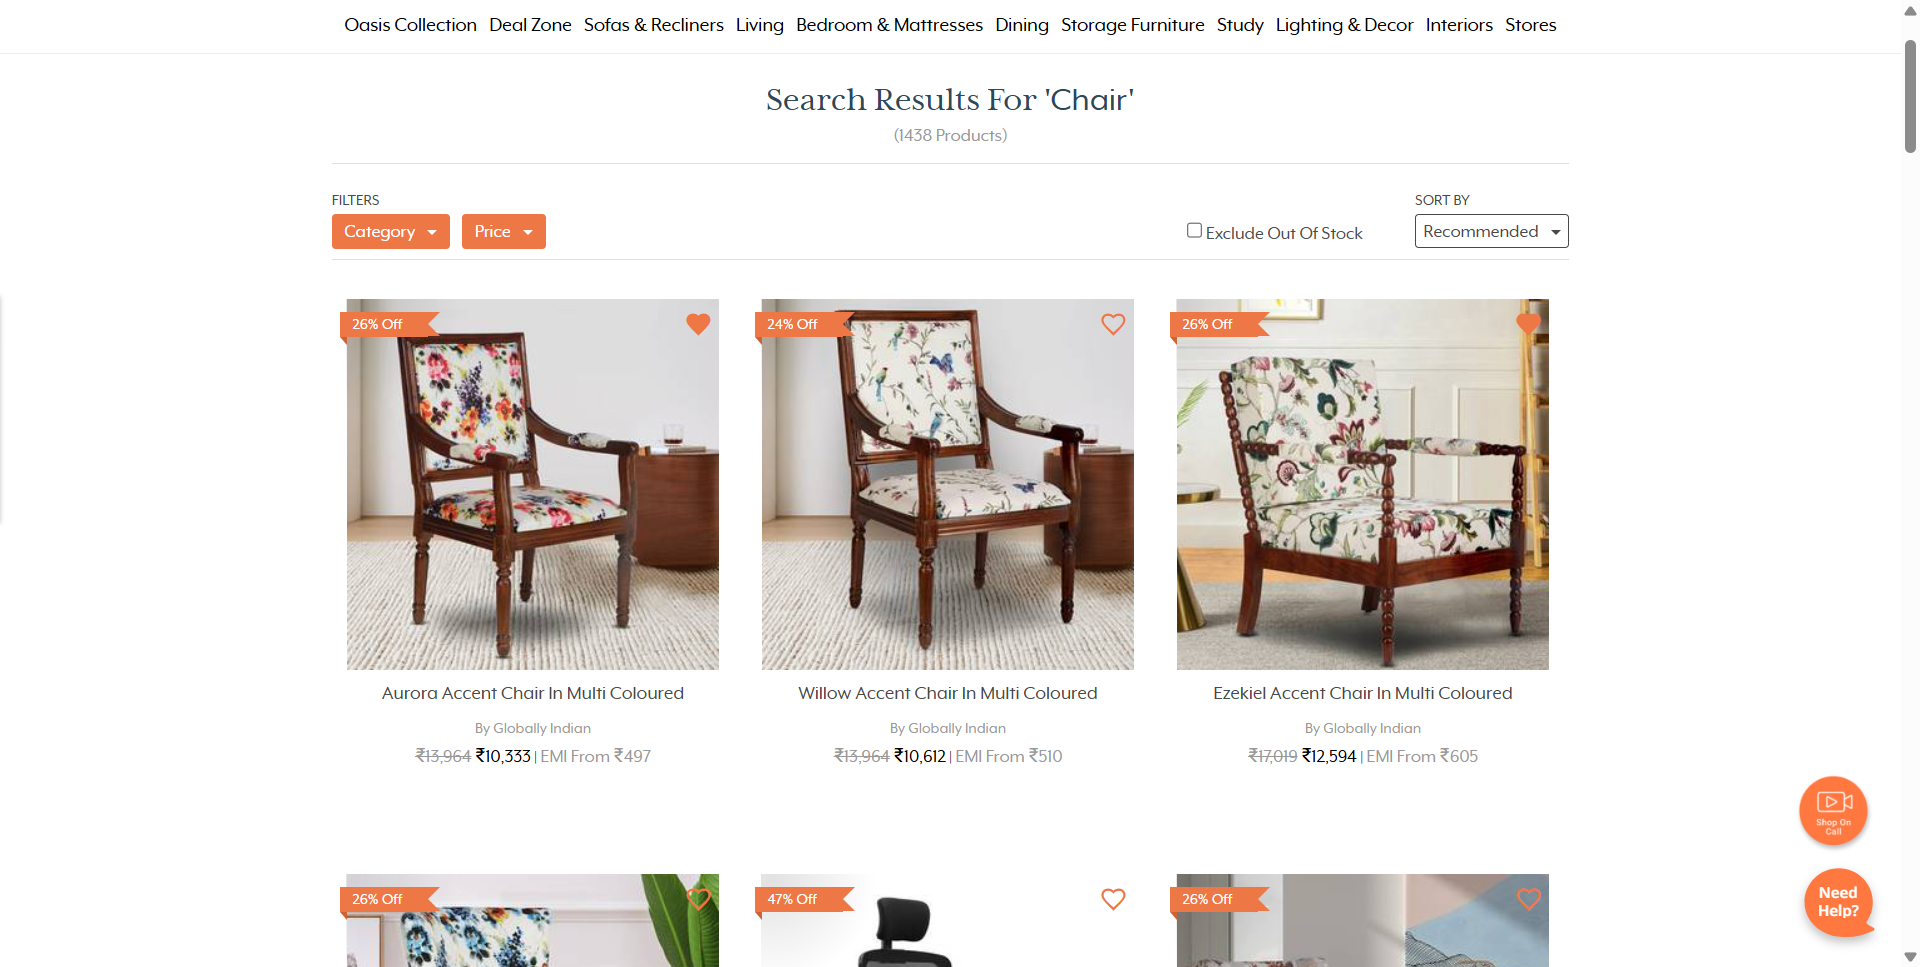 Oasis Collection Deal Zone Sofas & Recliners Living Bedroom & Mattresses Dining Storage Furniture Study Lighting & Decor Interiors Stores
Search Results For 'Chair'
(1438 Products)
FILTERS
Category Price
Exclude Out Of Stock
SORT BY
Recommended
26% Off
24% Off
26% Off
Aurora Accent Chair In Multi Coloured
By Globally Indian
₹13,964 ₹10,333 | EMI From ₹497
Willow Accent Chair In Multi Coloured
By Globally Indian
₹13,964 ₹10,612 | EMI From ₹510
Ezekiel Accent Chair In Multi Coloured
By Globally Indian
₹17,019 ₹12,594 | EMI From ₹605
Shop On
Call
Need
Help?
26% Off
47% Off
26% Off